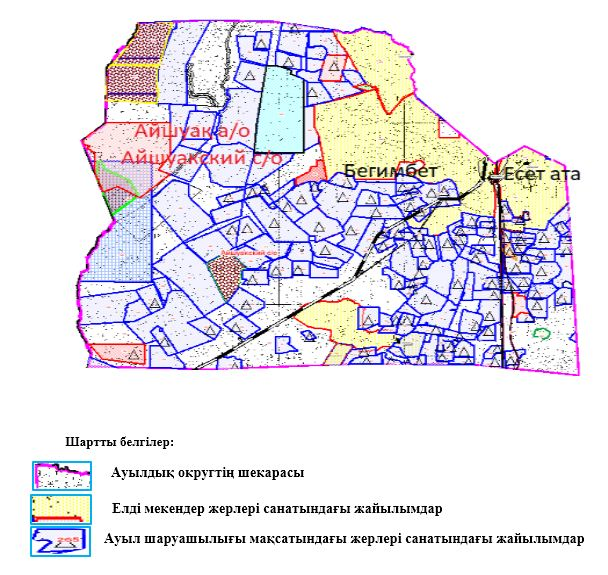 Айшуак а/о
Айшуакский с/о
Бегимбет
Есет ата
Айшуакский с/о
Шартты белгілер:
Ауылдық округтің шекарасы
Елді мекендер жерлері санатындағы жайылымдар
Ауыл шаруашылығы мақсатындағы жерлері санатындағы жайылымдар